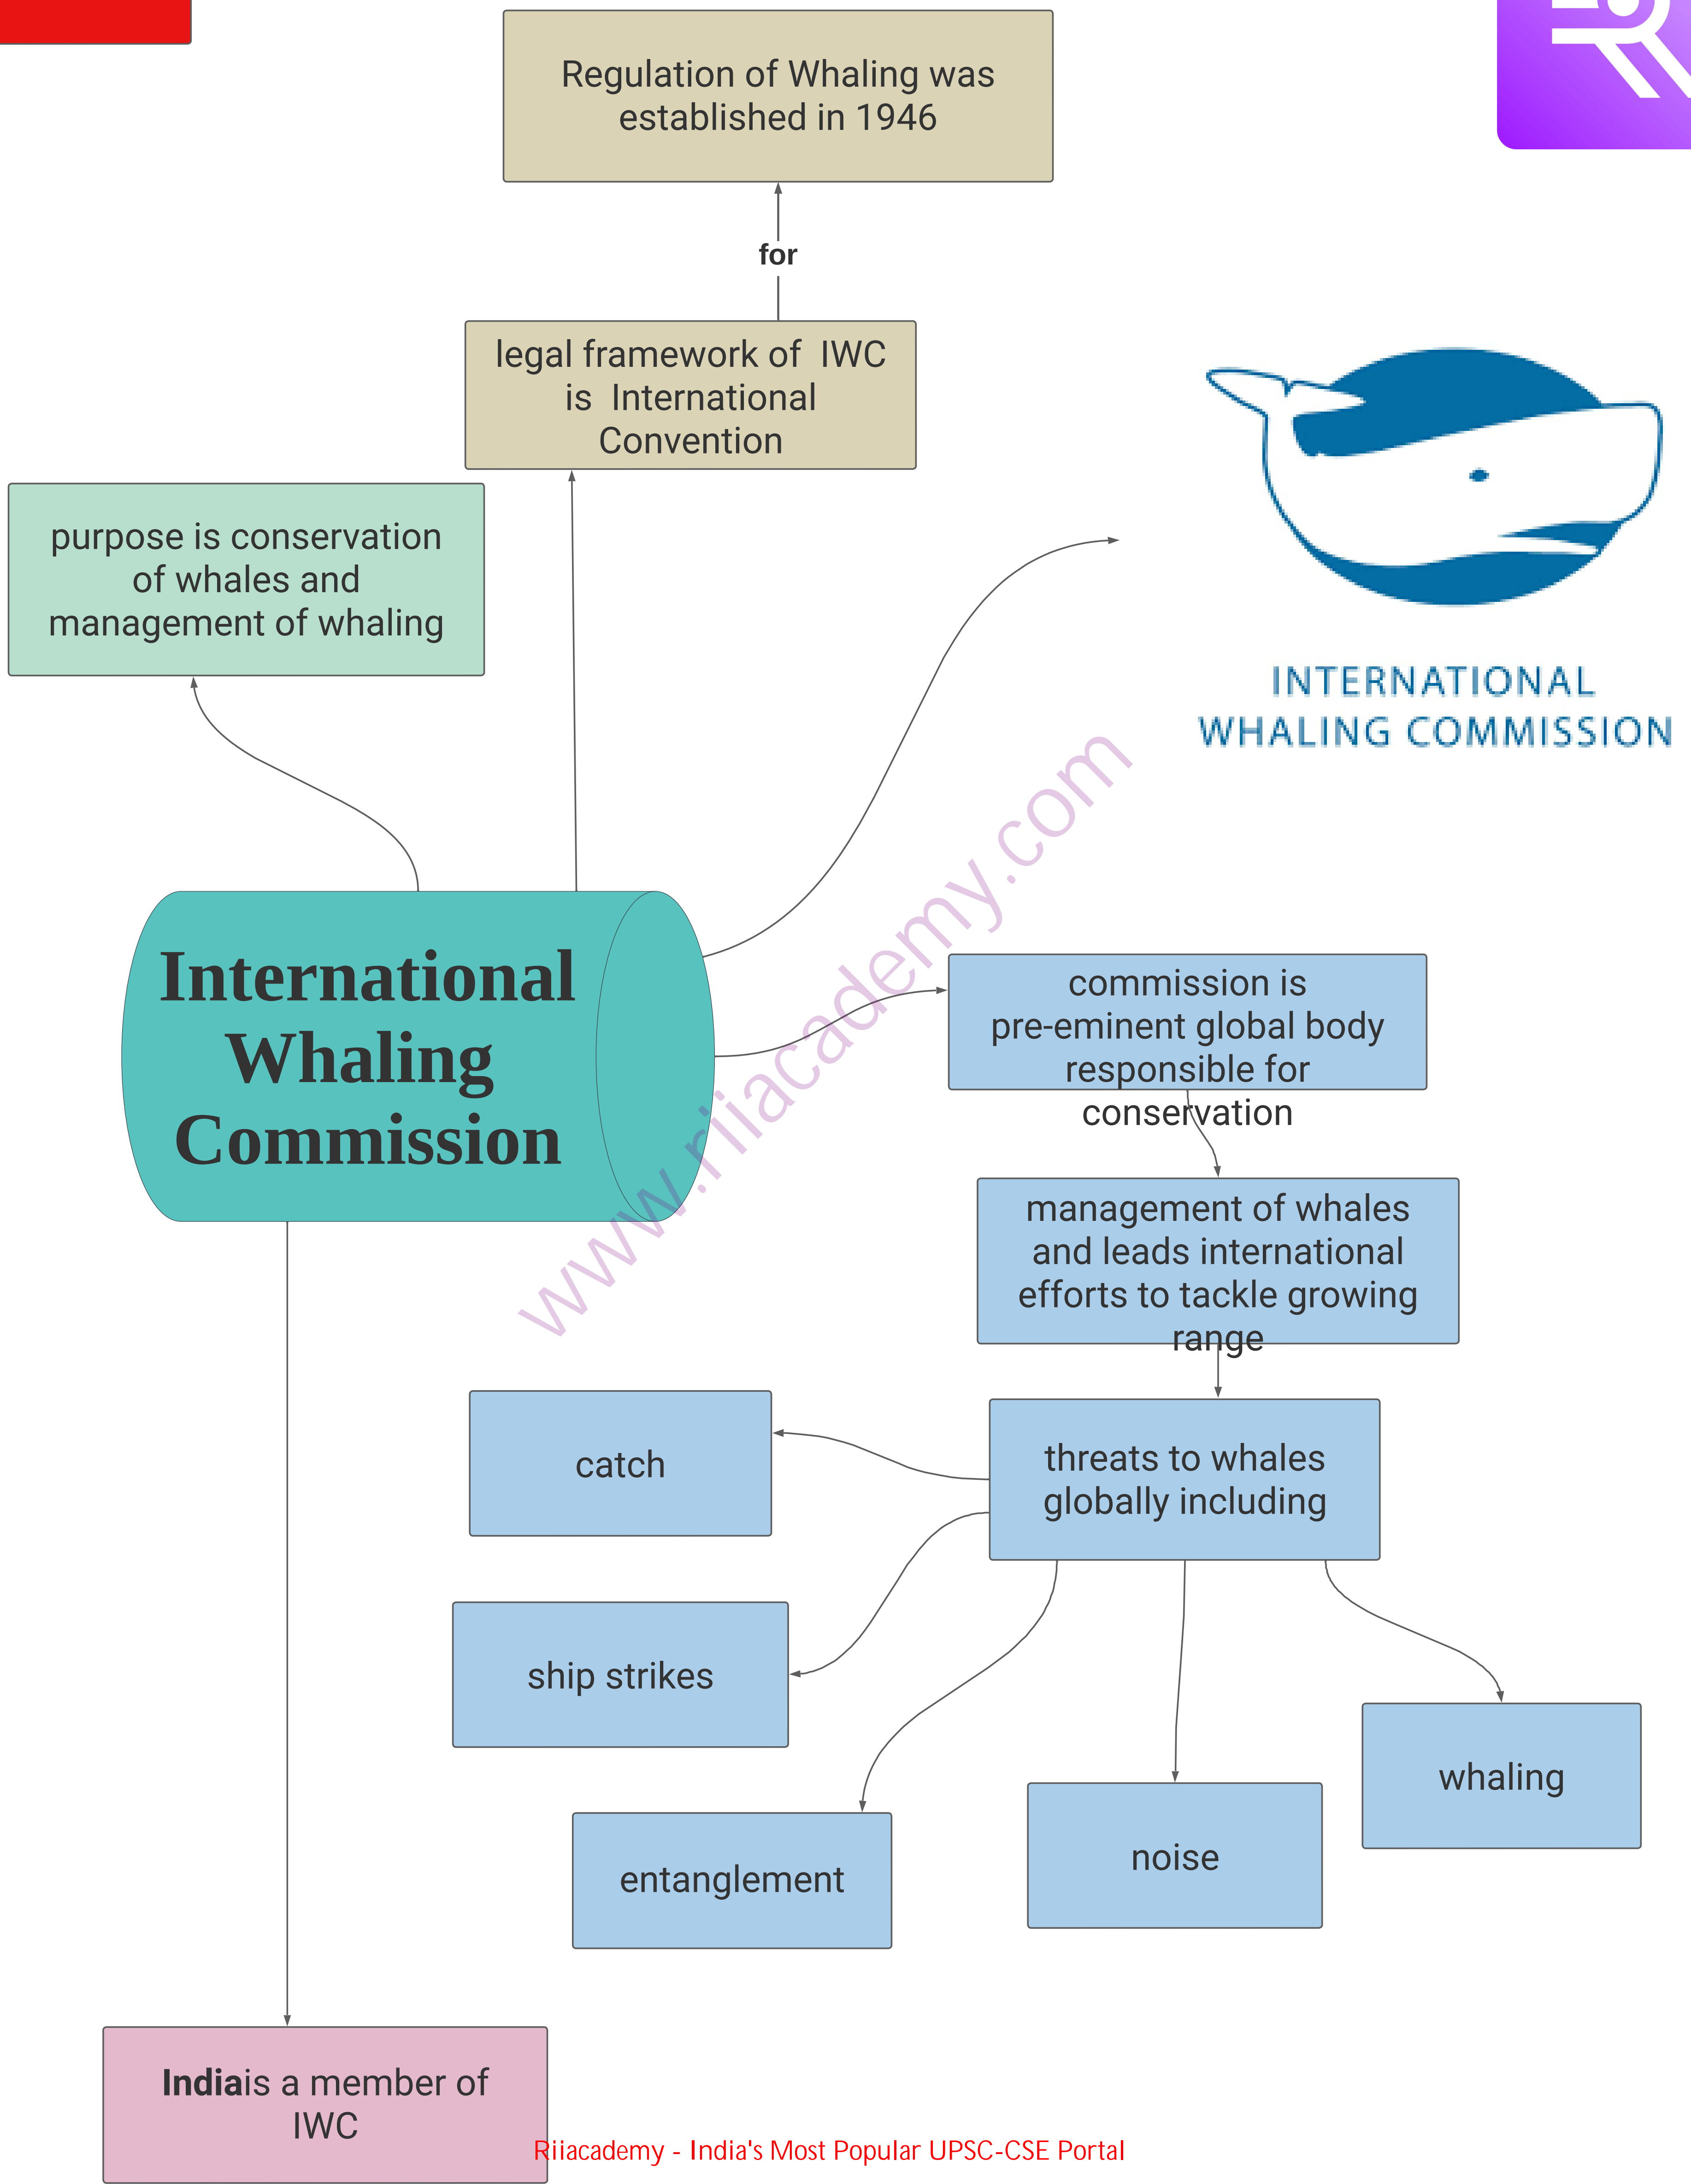 Regulation of Whaling was
established in 1946
for
legal framework of  IWC
is  International
Convention
purpose is conservation
of whales and
management of whaling
INTERNATIONAL
WHALING COMMISSION
International
Whaling
Commission
commission is
pre-eminent global body
responsible for
conservation
management of whales
and leads international
efforts to tackle growing
range
threats to whales
globally including
catch
ship strikes
entanglement
noise
whaling
Indiais a member of
IWC
www.riiacademy.com
Riiacademy - India's Most Popular UPSC-CSE Portal